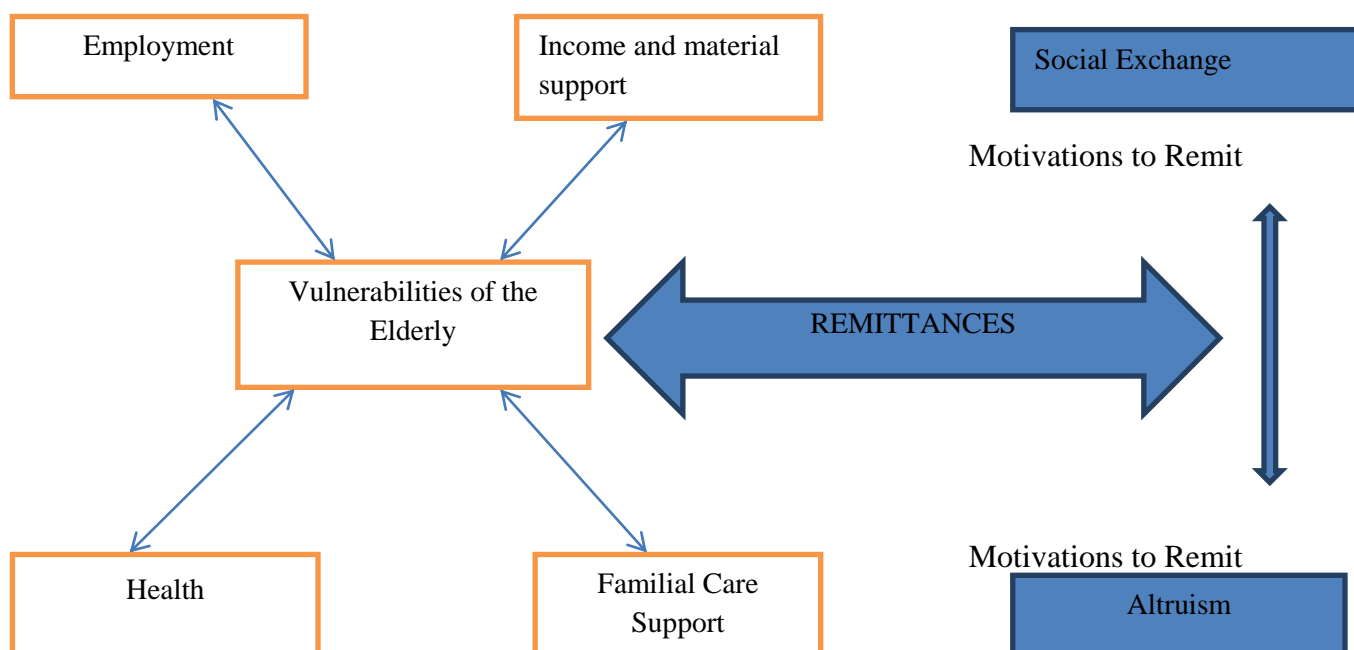 Employment
Income and material
support
Social Exchange
Motivations to Remit
Vulnerabilities of the
Elderly
REMITTANCES
Motivations to Remit
Health
Familial Care
Support
Altruism